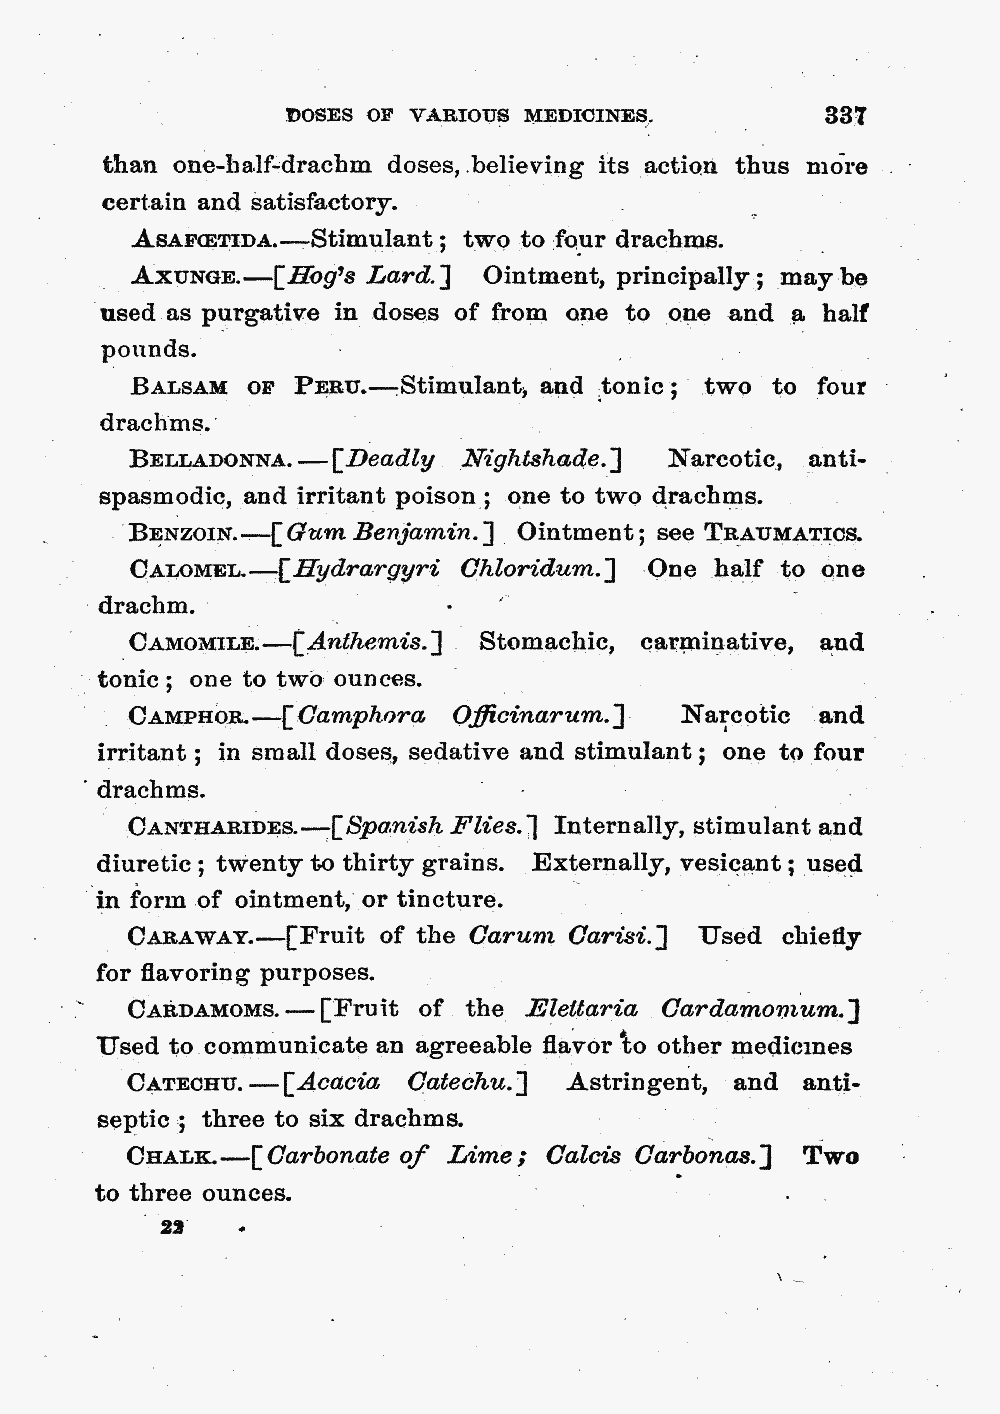 DOSES OF VARIOUS MEDICINES. 337
than one-half-drachm doses, believing its action thus more
certain and satisfactory.
ASAFŒTIDA.—Stimulant; two to four drachms.
AXUNGE.—[Hog's Lard.] Ointment, principally; may be
used as purgative in doses of from one to one and a half
pounds.
BALSAM OF PERU.—Stimulant, and tonic; two to four
drachms.
BELLADONNA.—[Deadly Nightshade.] Narcotic, anti-
spasmodic, and irritant poison; one to two drachms.
BENZOIN.—[Gum Benjamin.] Ointment; see TRAUMATICS.
CALOMEL.—[Hydrargyri Chloridum.] One half to one
drachm.
CAMOMILE.—[Anthemis.] Stomachic, carminative, and
tonic; one to two ounces.
CAMPHOR.—[Camphora Officinarum.] Narcotic and
irritant; in small doses, sedative and stimulant; one to four
drachms.
CANTHARIDES.—[Spanish Flies.] Internally, stimulant and
diuretic; twenty to thirty grains. Externally, vesicant; used
in form of ointment, or tincture.
CARAWAY.—[Fruit of the Carum Carisi.] Used chiefly
for flavoring purposes.
CARDAMOMS.—[Fruit of the Elettaria Cardamomum.]
Used to communicate an agreeable flavor to other medicines
CATECHU.—[Acacia Catechu.] Astringent, and anti-
septic; three to six drachms.
CHALK.—[Carbonate of Lime; Calcis Carbonas.] Two
to three ounces.
22